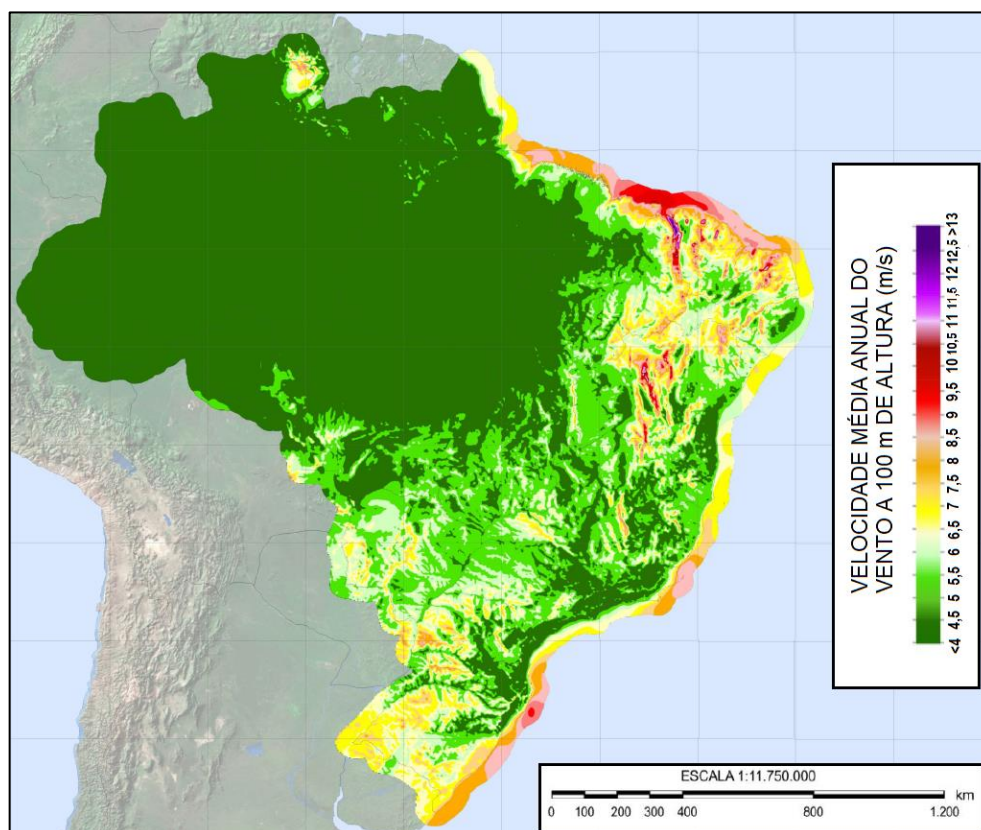 VELOCIDADE MÉDIA ANUAL DO
VENTO A 100 m DE ALTURA (m/s)
<4 4,5 5 5,5 6 6,5 7 7,5 8 8,5 9 9,5 10 10,5 11 11,5 12 12,5 >13
ESCALA 1:11.750.000
0 100 200 300 400 800 1.200 km